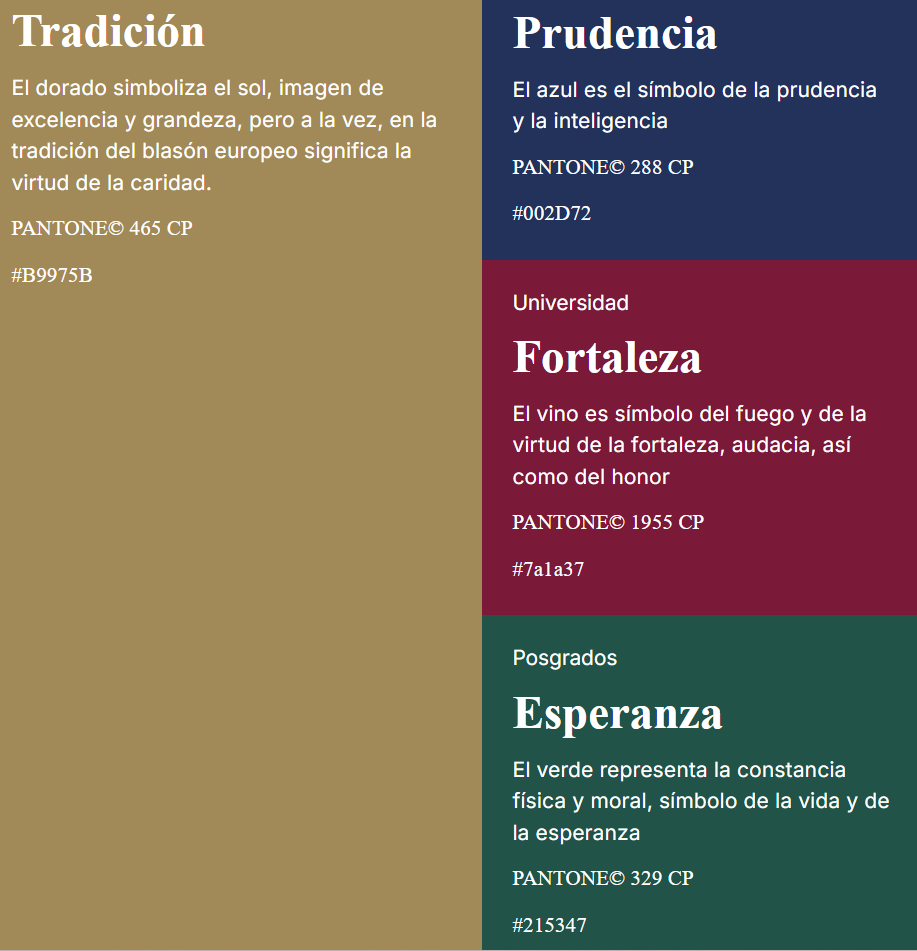 Tradición
El dorado simboliza el sol, imagen de
excelencia y grandeza, pero a la vez, en la
tradición del blasón europeo significa la
virtud de la caridad.
PANTONE© 465 CP
#B9975B
Prudencia
El azul es el símbolo de la prudencia
y la inteligencia
PANTONE© 288 CP
#002D72
Universidad
Fortaleza
El vino es símbolo del fuego y de la
virtud de la fortaleza, audacia, así
como del honor
PANTONE© 1955 CP
#7a1a37
Posgrados
Esperanza
El verde representa la constancia
física y moral, símbolo de la vida y de
la esperanza
PANTONE© 329 CP
#215347